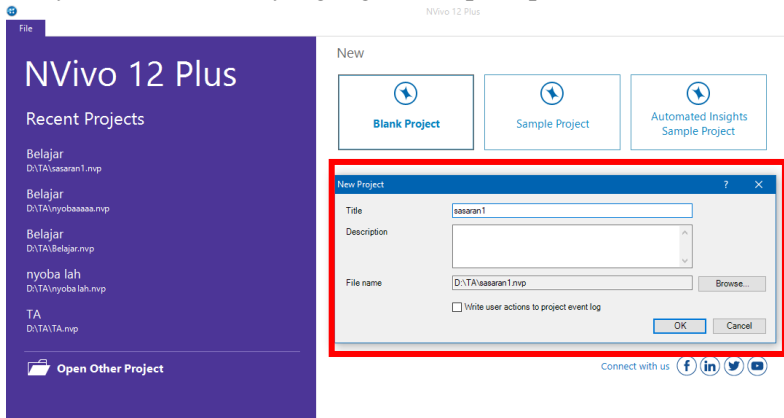 NVivo 12 Plus
File
NVivo 12 Plus
Recent Projects
Belajar
D:\TA\sasaran1.nvp
Belajar
D:\TA\nyobaaaaa.nvp
Belajar
D:\TA\Belajar.nvp
nyoba lah
D:\TA\nyoba lah.nvp
TA
D:\TA\TA.nvp
Open Other Project
New
Blank Project
Sample Project
Automated Insights
Sample Project
New Project
Title
sasaran1
Description
File name
D:\TA\sasaran1.nvp
Browse...
Write user actions to project event log
OK
Cancel
Connect with us